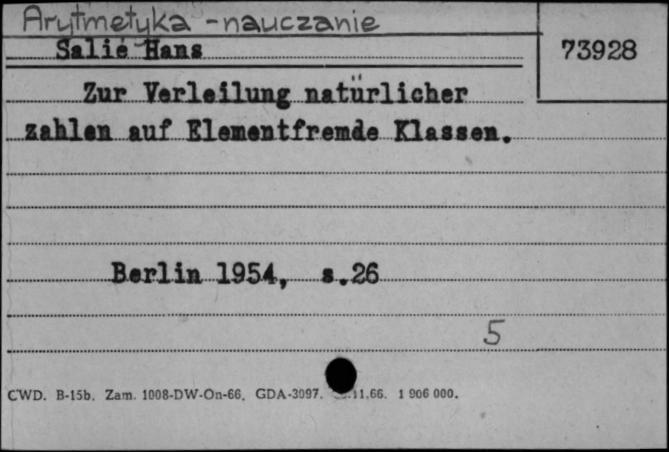 Arytmetyka - nauczanie
Salié Hans
73928
Zur Verleilung natürlicher
zahlen auf Elementfremde Klassen.
Berlin 1954, s.26
5
CWD. B-15b. Zam. 1008-DW-On-66. GDA-3097. .11.66. 1 906 000.